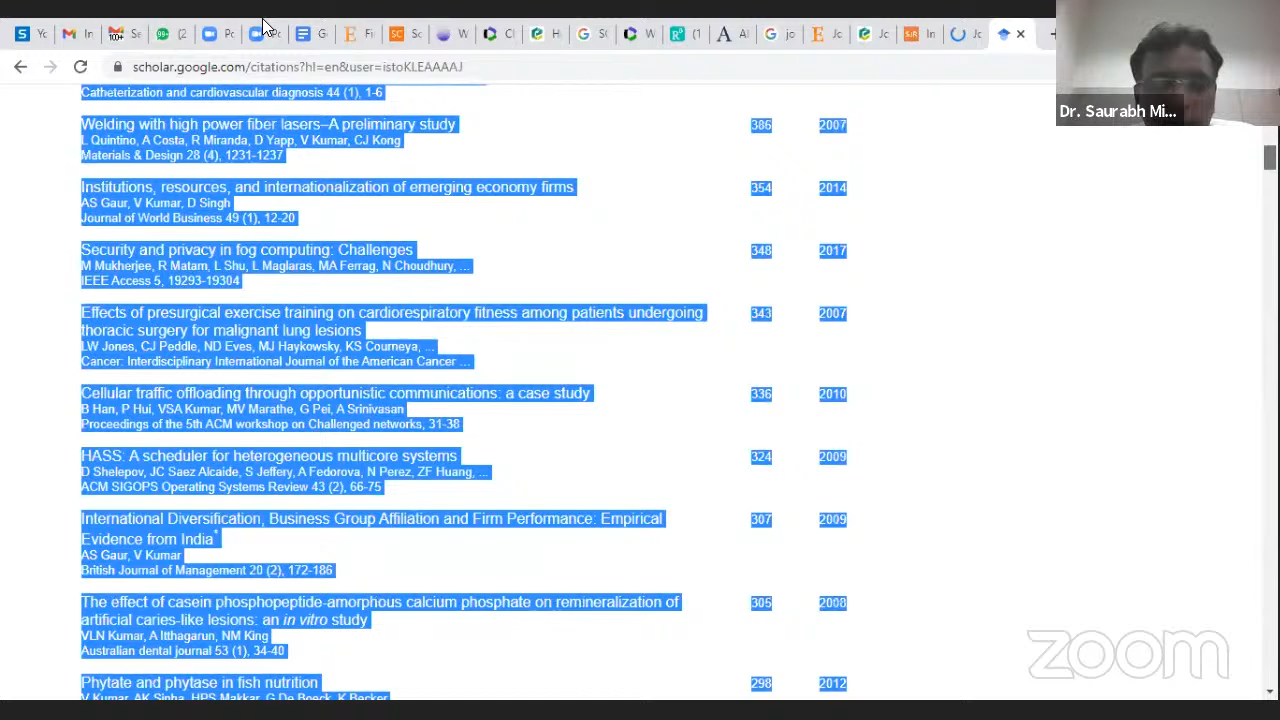 scholar.google.com/citations?hl=en&user=istoKLEAAAAJ
Dr. Saurabh Mi...
Catheterization and cardiovascular diagnosis 44 (1), 1-6
Welding with high power fiber lasers–A preliminary study 386 2007
L Quintino, A Costa, R Miranda, D Yapp, V Kumar, CJ Kong
Materials & Design 28 (4), 1231-1237
Institutions, resources, and internationalization of emerging economy firms 354 2014
AS Gaur, V Kumar, D Singh
Journal of World Business 49 (1), 12-20
Security and privacy in fog computing: Challenges 348 2017
M Mukherjee, R Matam, L Shu, L Maglaras, MA Ferrag, N Choudhury, ...
IEEE Access 5, 19293-19304
Effects of presurgical exercise training on cardiorespiratory fitness among patients undergoing 343 2007
thoracic surgery for malignant lung lesions
LW Jones, CJ Peddle, ND Eves, MJ Haykowsky, KS Courneya, ...
Cancer: Interdisciplinary International Journal of the American Cancer ...
Cellular traffic offloading through opportunistic communications: a case study 336 2010
B Han, P Hui, VSA Kumar, MV Marathe, G Pei, A Srinivasan
Proceedings of the 5th ACM workshop on Challenged networks, 31-38
HASS: A scheduler for heterogeneous multicore systems 324 2009
D Shelepov, JC Saez Alcaide, S Jeffery, A Fedorova, N Perez, ZF Huang, ...
ACM SIGOPS Operating Systems Review 43 (2), 66-75
International Diversification, Business Group Affiliation and Firm Performance: Empirical 307 2009
Evidence from India*
AS Gaur, V Kumar
British Journal of Management 20 (2), 172-186
The effect of casein phosphopeptide-amorphous calcium phosphate on remineralization of 305 2008
artificial caries-like lesions: an in vitro study
VLN Kumar, A Itthagarun, NM King
Australian dental journal 53 (1), 34-40
Phytate and phytase in fish nutrition 298 2012
V Kumar, AK Sinha, HPS Makkar, G De Boeck, K Becker
zoom